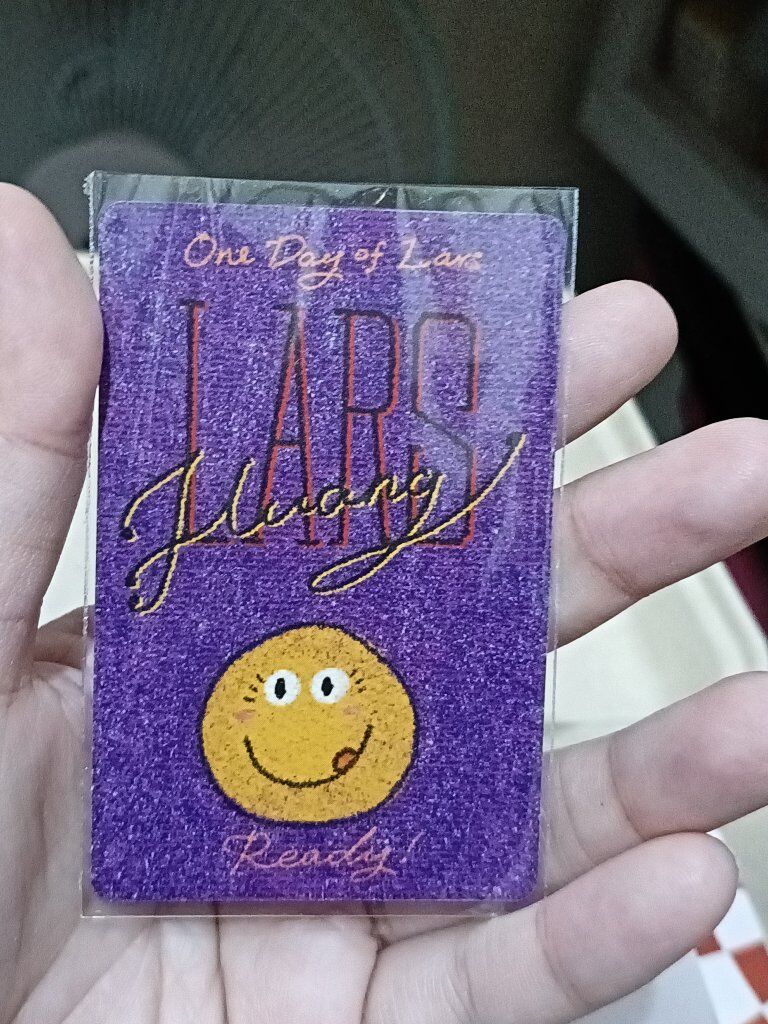 One Day of Lars
LARS
Huang
Ready!